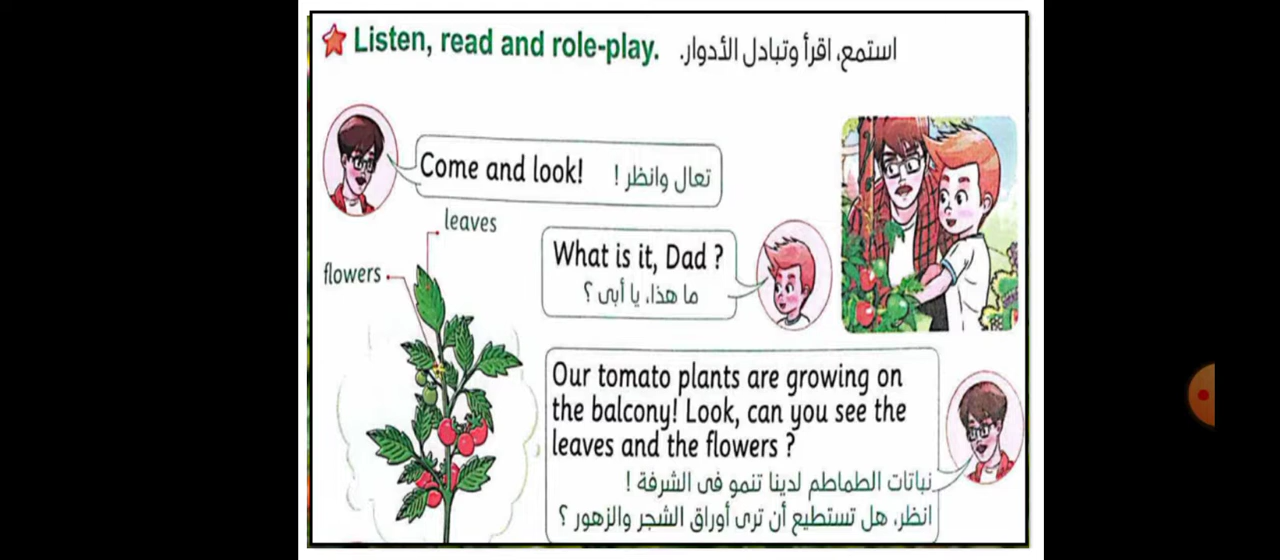 Listen, read and role-play. استمع، اقرأ وتبادل الأدوار.
Come and look! تعال وانظر !
leaves
flowers
What is it, Dad ?
ما هذا، يا أبى ؟
Our tomato plants are growing on
the balcony! Look, can you see the
leaves and the flowers ?
نباتات الطماطم لدينا تنمو فى الشرفة !
انظر، هل تستطيع أن ترى أوراق الشجر والزهور ؟